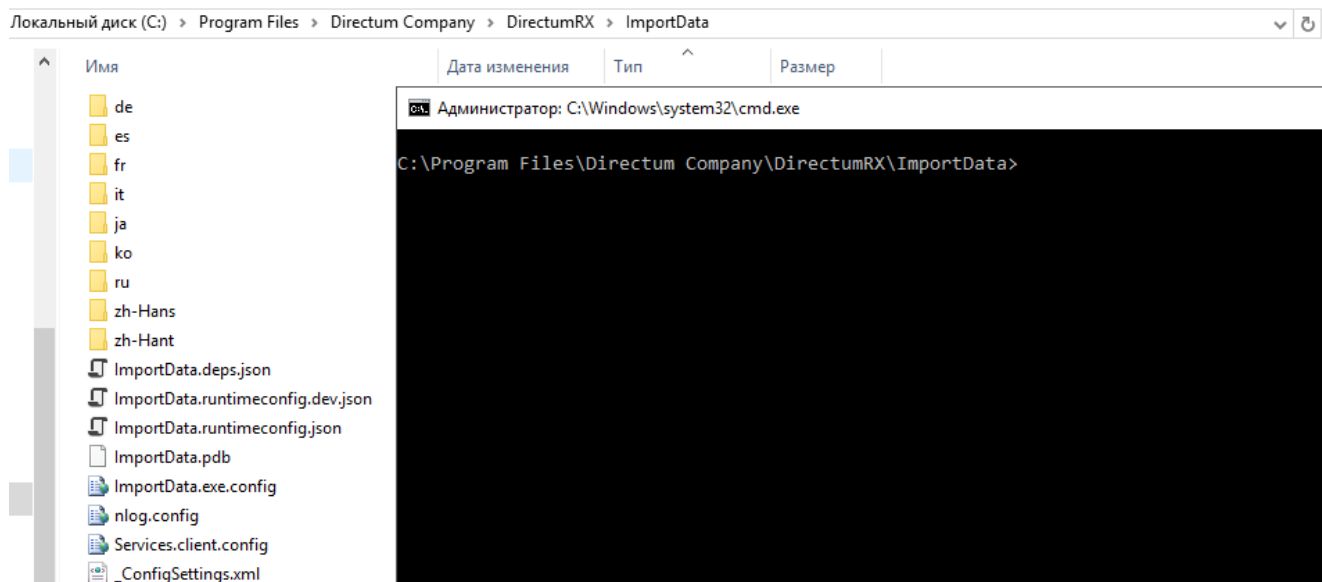 Локальный диск (C:) > Program Files > Directum Company > DirectumRX > ImportData
Имя Дата изменения Тип Размер
de
es
fr
it
ja
ko
ru
zh-Hans
zh-Hant
ImportData.deps.json
ImportData.runtimeconfig.dev.json
ImportData.runtimeconfig.json
ImportData.pdb
ImportData.exe.config
nlog.config
Services.client.config
_ConfigSettings.xml
Администратор: C:\Windows\system32\cmd.exe
C:\Program Files\Directum Company\DirectumRX\ImportData>